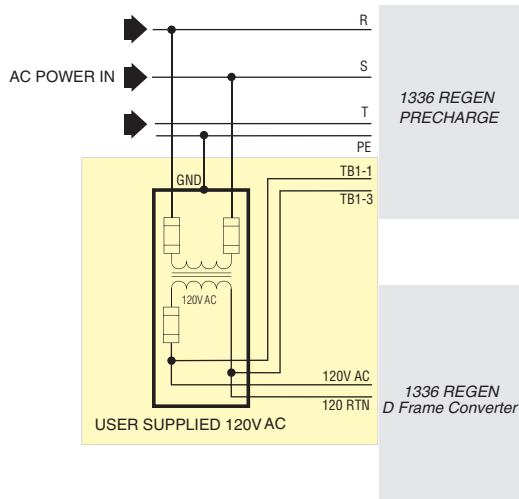 R
AC POWER IN
S
T
PE
1336 REGEN
PRECHARGE
GND
TB1-1
TB1-3
120V AC
120V AC
120 RTN
USER SUPPLIED 120V AC
1336 REGEN
D Frame Converter